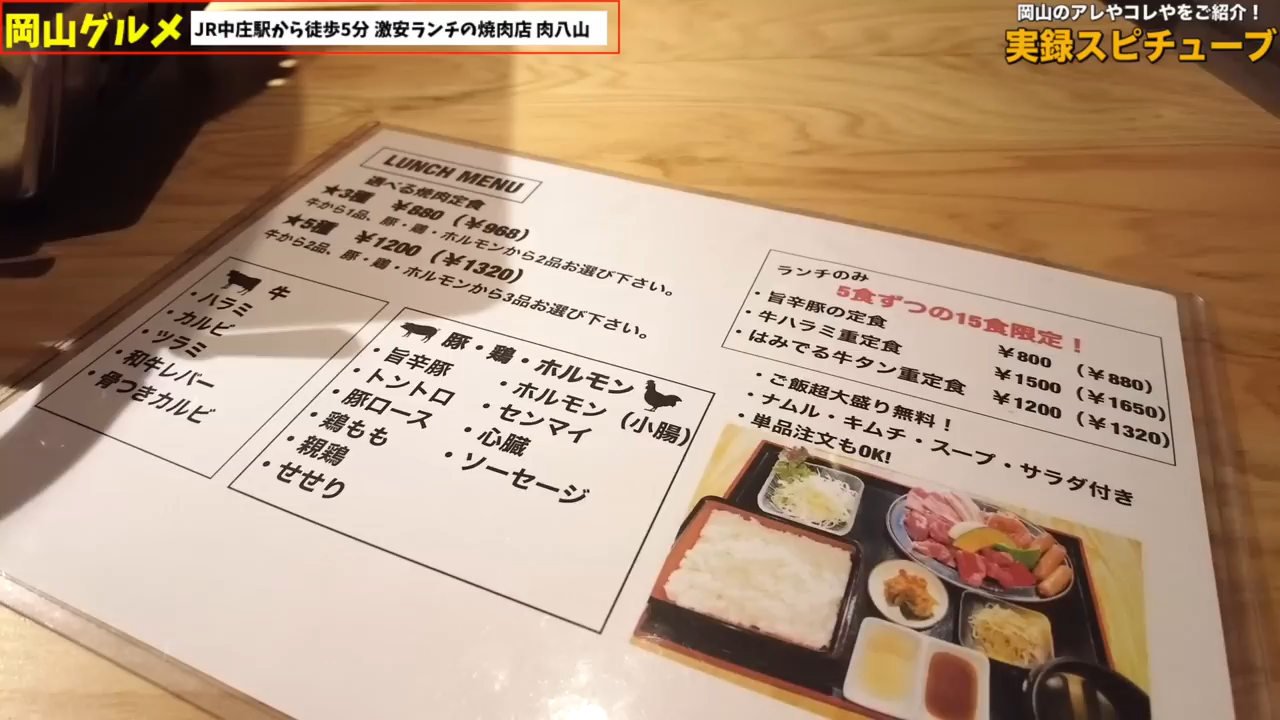 岡山グルメ
JR中庄駅から徒歩5分 激安ランチの焼肉店 肉八山
岡山のアレやコレやをご紹介！
実録スピチューブ
LUNCH MENU
選べる焼肉定食
★3種 ¥880（¥968）
牛から1品、豚・鶏・ホルモンから2品お選び下さい。
★5種 ¥1200（¥1320）
牛から2品、豚・鶏・ホルモンから3品お選び下さい。
牛
・ハラミ
・カルビ
・ツラミ
・和牛レバー
・骨つきカルビ
豚・鶏・ホルモン
・旨辛豚
・トントロ
・豚ロース
・鶏もも
・親鶏
・せせり
・ホルモン（小腸）
・センマイ
・心臓
・ソーセージ
ランチのみ
5食ずつの15食限定！
・旨辛豚の定食 ¥800（¥880）
・牛ハラミ重定食 ¥1500（¥1650）
・はみでる牛タン重定食 ¥1200（¥1320）
・ご飯超大盛り無料！
・ナムル・キムチ・スープ・サラダ付き
・単品注文もOK!